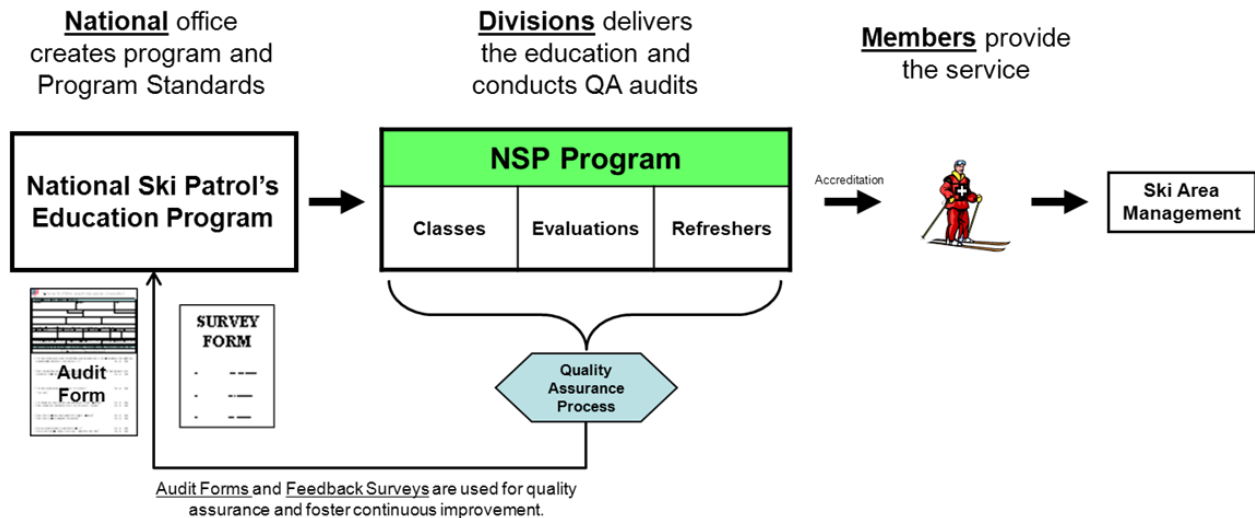 National office
creates program and
Program Standards
Divisions delivers
the education and
conducts QA audits
Members provide
the service
National Ski Patrol's
Education Program
NSP Program
Classes
Evaluations
Refreshers
Accreditation
Ski Area
Management
Audit
Form
SURVEY
FORM
Quality
Assurance
Process
Audit Forms and Feedback Surveys are used for quality
assurance and foster continuous improvement.